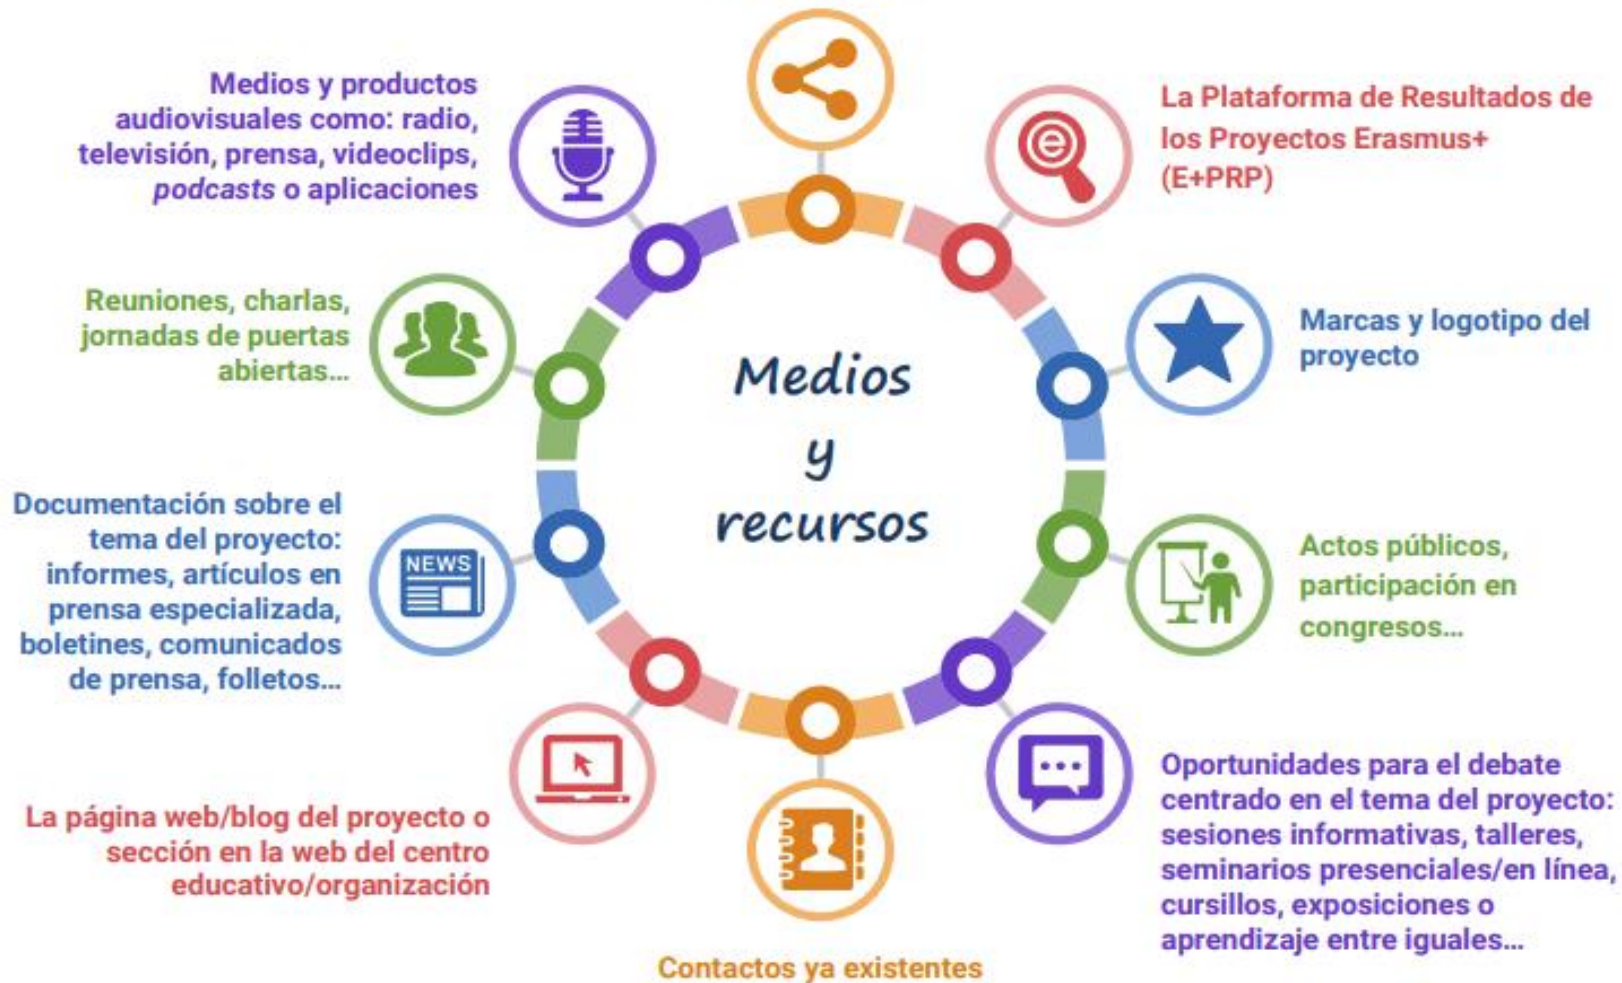 Medios y productos
audiovisuales como: radio,
televisión, prensa, videoclips,
podcasts o aplicaciones
La Plataforma de Resultados de
los Proyectos Erasmus+
(E+PRP)
Reuniones, charlas,
jornadas de puertas
abiertas...
Marcas y logotipo del
proyecto
Medios
y
recursos
Documentación sobre el
tema del proyecto:
informes, artículos en
prensa especializada,
boletines, comunicados
de prensa, folletos...
NEWS
Actos públicos,
participación en
congresos...
La página web/blog del proyecto o
sección en la web del centro
educativo/organización
Oportunidades para el debate
centrado en el tema del proyecto:
sesiones informativas, talleres,
seminarios presenciales/en línea,
cursillos, exposiciones o
aprendizaje entre iguales...
Contactos ya existentes